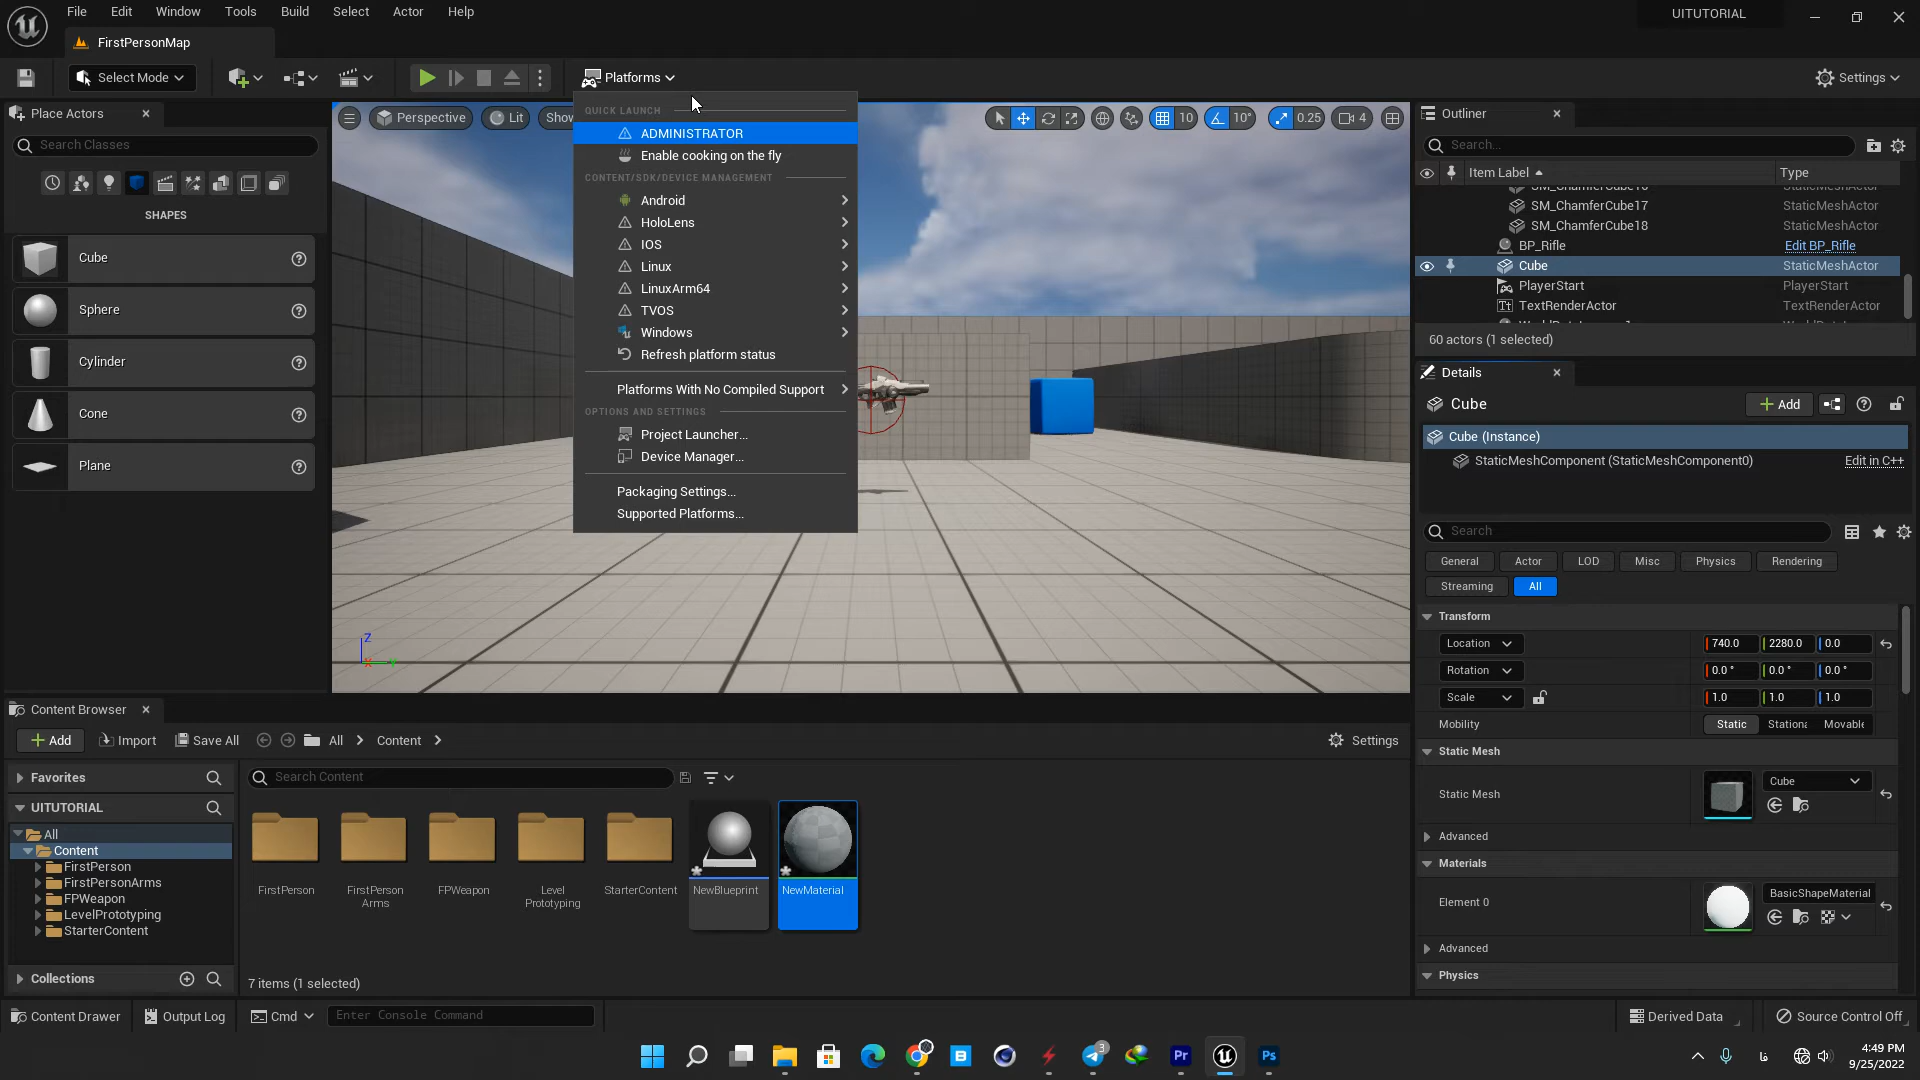 File Edit Window Tools Build Select Actor Help
UITUTORIAL
FirstPersonMap
Select Mode
Platforms
Settings
Place Actors
Search Classes
SHAPES
Cube
Sphere
Cylinder
Cone
Plane
Perspective
Lit
Show
10
10°
0.25
4
QUICK LAUNCH
ADMINISTRATOR
Enable cooking on the fly
CONTENT/SDK/DEVICE MANAGEMENT
Android
HoloLens
IOS
Linux
LinuxArm64
TVOS
Windows
Refresh platform status
Platforms With No Compiled Support
OPTIONS AND SETTINGS
Project Launcher...
Device Manager...
Packaging Settings...
Supported Platforms...
Z
Outliner
Search...
Item Label Type
SM_ChamferCube17 StaticMeshActor
SM_ChamferCube18 StaticMeshActor
BP_Rifle Edit BP_Rifle
Cube StaticMeshActor
PlayerStart PlayerStart
TextRenderActor TextRenderActor
60 actors (1 selected)
Details
Cube
Add
Cube (Instance)
StaticMeshComponent (StaticMeshComponent0) Edit in C++
Search
General Actor LOD Misc Physics Rendering
Streaming All
Transform
Location 740.0 2280.0 0.0
Rotation 0.0° 0.0° 0.0°
Scale 1.0 1.0 1.0
Mobility Static Stationa Movable
Static Mesh
Static Mesh Cube
Advanced
Materials
Element 0 BasicShapeMaterial
Advanced
Physics
Content Browser
Add Import Save All All Content Settings
Favorites
UITUTORIAL
All
Content
FirstPerson
FirstPersonArms
FPWeapon
LevelPrototyping
StarterContent
Collections
Search Content
FirstPerson
FirstPerson
Arms
FPWeapon
Level
Prototyping
StarterContent
NewBlueprint
NewMaterial
7 items (1 selected)
Content Drawer Output Log Cmd Enter Console Command Derived Data Source Control Off
3
Pr
Ps
فا
4:49 PM
9/25/2022